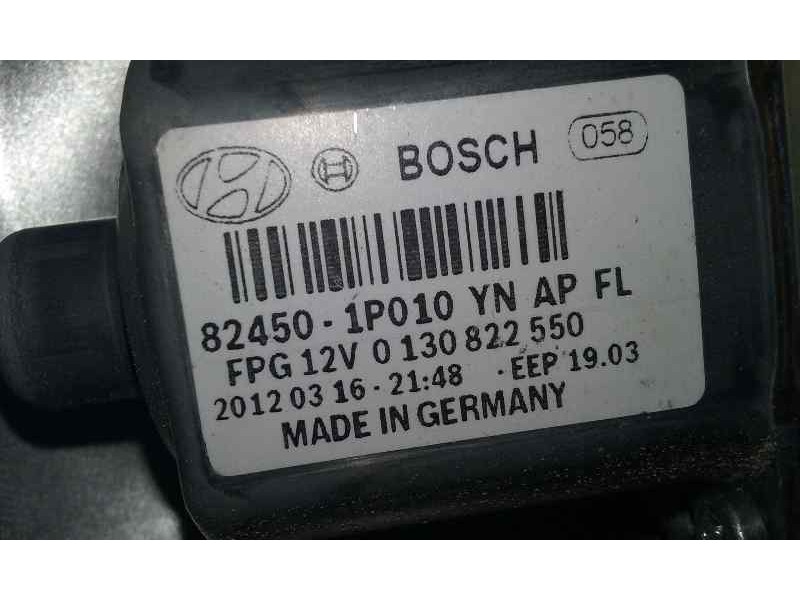 BOSCH 058
82450-1P010 YN AP FL
FPG 12V 0 130 822 550
2012 03 16 - 21:48 - EEP 19.03
MADE IN GERMANY